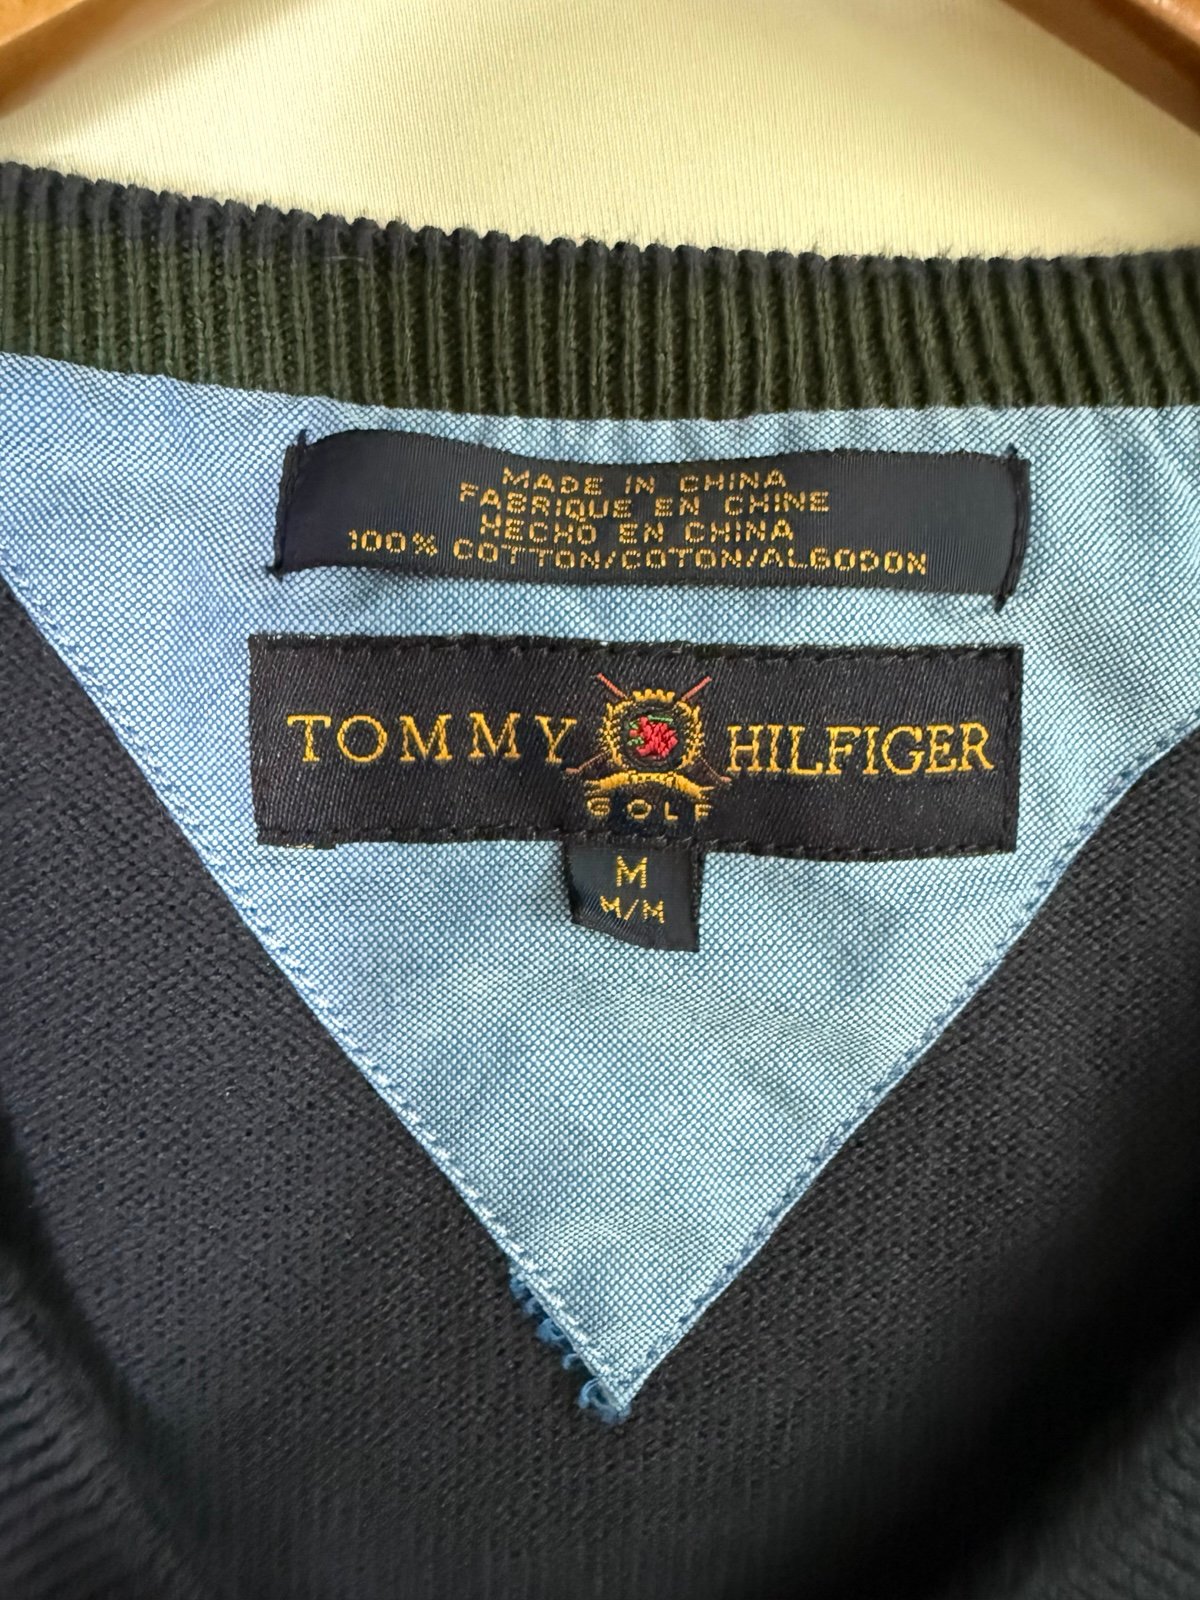 MADE IN CHINA
FABRIQUE EN CHINE
HECHO EN CHINA
100% COTTON/COTON/ALGODON
TOMMY HILFIGER
GOLF
M
M/M